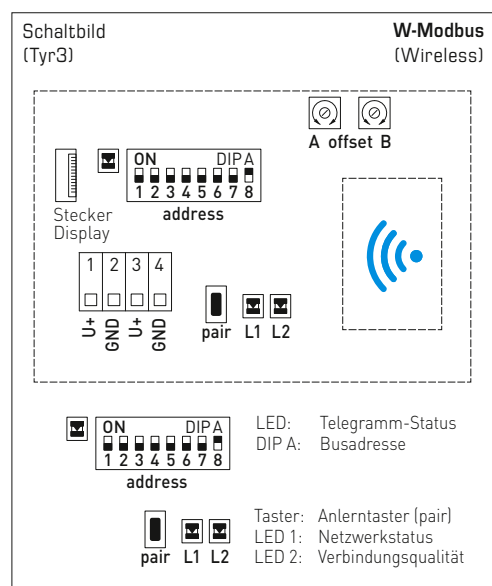 Schaltbild
(Tyr3)
W-Modbus
(Wireless)
A offset B
ON DIP A
1 2 3 4 5 6 7 8
address
Stecker
Display
1 2 3 4
U+ GND U+ GND
pair L1 L2
ON DIP A
1 2 3 4 5 6 7 8
address
LED: Telegramm-Status
DIP A: Busadresse
pair L1 L2
Taster: Anlerntaster (pair)
LED 1: Netzwerkstatus
LED 2: Verbindungsqualität